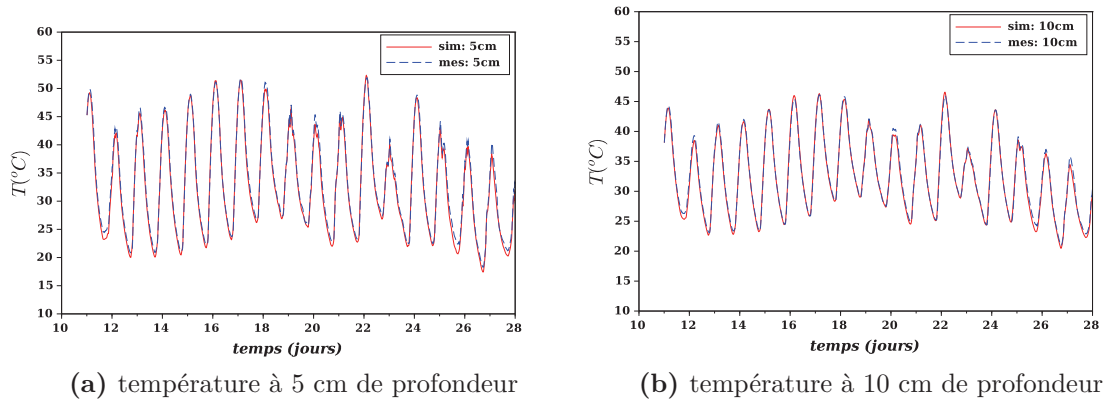 60
55
50
45
40
35
30
25
20
15
10
T(°C)
10 12 14 16 18 20 22 24 26 28
temps (jours)
sim: 5cm
mes: 5cm
(a) température à 5 cm de profondeur
60
55
50
45
40
35
30
25
20
15
10
T(°C)
10 12 14 16 18 20 22 24 26 28
temps (jours)
sim: 10cm
mes: 10cm
(b) température à 10 cm de profondeur